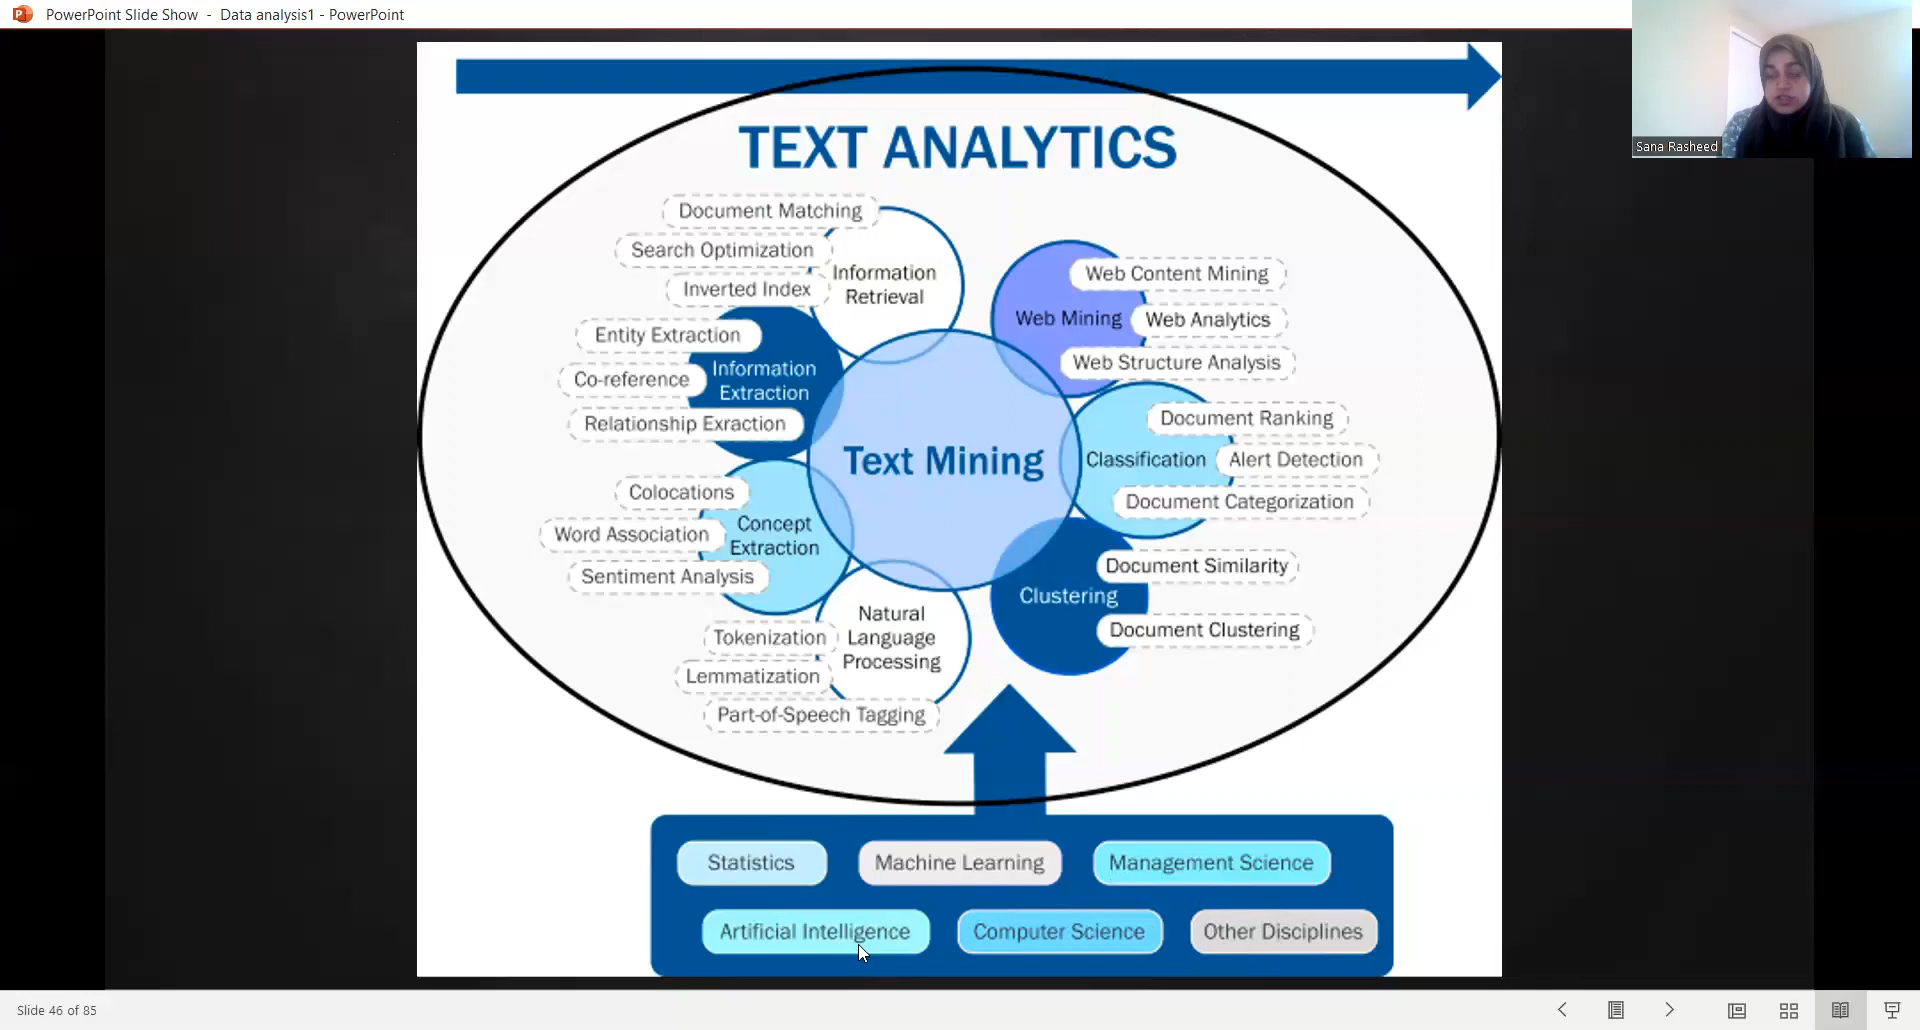 PowerPoint Slide Show - Data analysis1 - PowerPoint
Sana Rasheed
TEXT ANALYTICS
Document Matching
Search Optimization
Inverted Index
Information
Retrieval
Entity Extraction
Co-reference
Relationship Exraction
Information
Extraction
Colocations
Word Association
Sentiment Analysis
Concept
Extraction
Tokenization
Lemmatization
Part-of-Speech Tagging
Natural
Language
Processing
Text Mining
Web Mining
Web Content Mining
Web Analytics
Web Structure Analysis
Classification
Document Ranking
Alert Detection
Document Categorization
Clustering
Document Similarity
Document Clustering
Statistics
Machine Learning
Management Science
Artificial Intelligence
Computer Science
Other Disciplines
Slide 46 of 85